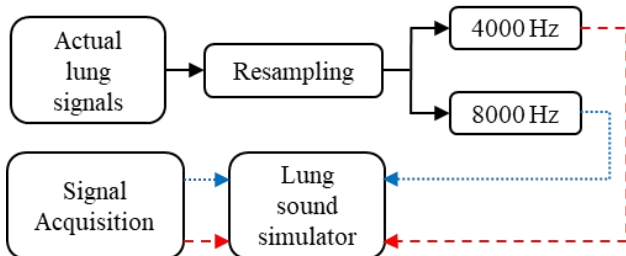 Actual
lung
signals
Resampling
4000 Hz
8000 Hz
Signal
Acquisition
Lung
sound
simulator